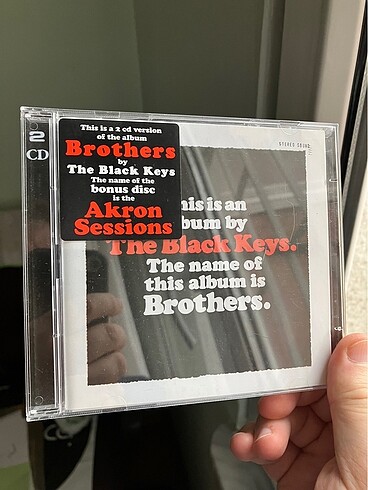 2
CD
This is a 2 cd version
of the album
Brothers
by
The Black Keys
The name of the
bonus disc
is the
Akron
Sessions
STEREO SOUND
his is an
bum by
The Black Keys.
The name of
this album is
Brothers.